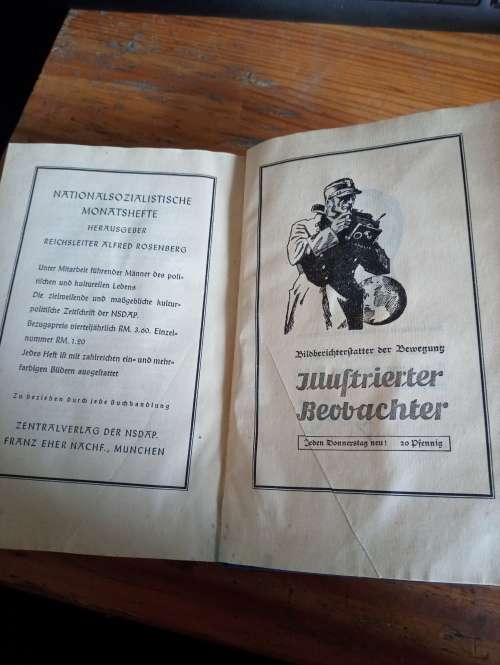 NATIONALSOZIALISTISCHE
MONATSHEFTE
HERAUSGEBER
REICHSLEITER ALFRED ROSENBERG
Unter Mitarbeit führender Männer des poli-
tischen und kulturellen Lebens
Die zielweisende und maßgebliche kultur-
politische Zeitschrift der NSDAP.
Bezugspreis vierteljährlich RM. 3.60. Einzel-
nummer RM. 1.20
Jedes Heft ist mit zahlreichen ein- und mehr-
farbigen Bildern ausgestattet
Zu beziehen durch jede Buchhandlung
ZENTRALVERLAG DER NSDAP.
FRANZ EHER NACHF., MUNCHEN
Bildberichterstatter der Bewegung
Illustrierter
Beobachter
Jeden Donnerstag neu! 20 Pfennig